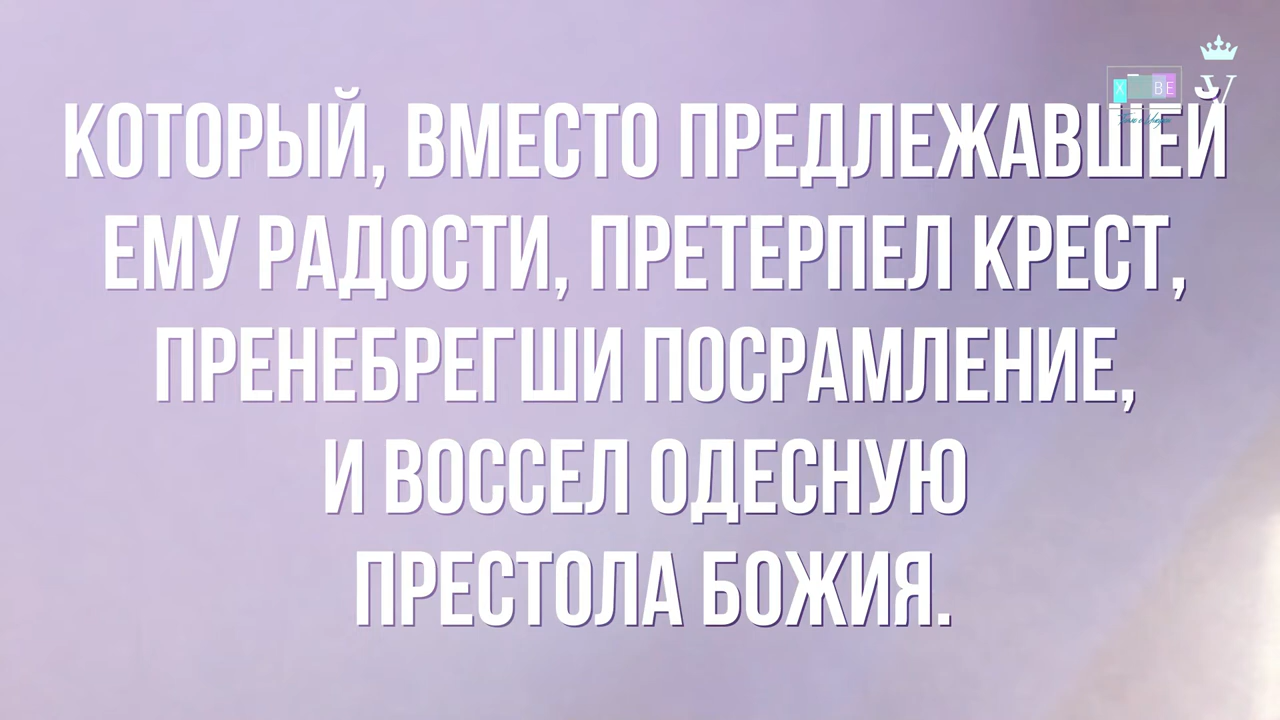 V
КОТОРЫЙ, ВМЕСТО ПРЕДЛЕЖАВШЕЙ
ЕМУ РАДОСТИ, ПРЕТЕРПЕЛ КРЕСТ,
ПРЕНЕБРЕГШИ ПОСРАМЛЕНИЕ,
И ВОССЕЛ ОДЕСНУЮ
ПРЕСТОЛА БОЖИЯ.